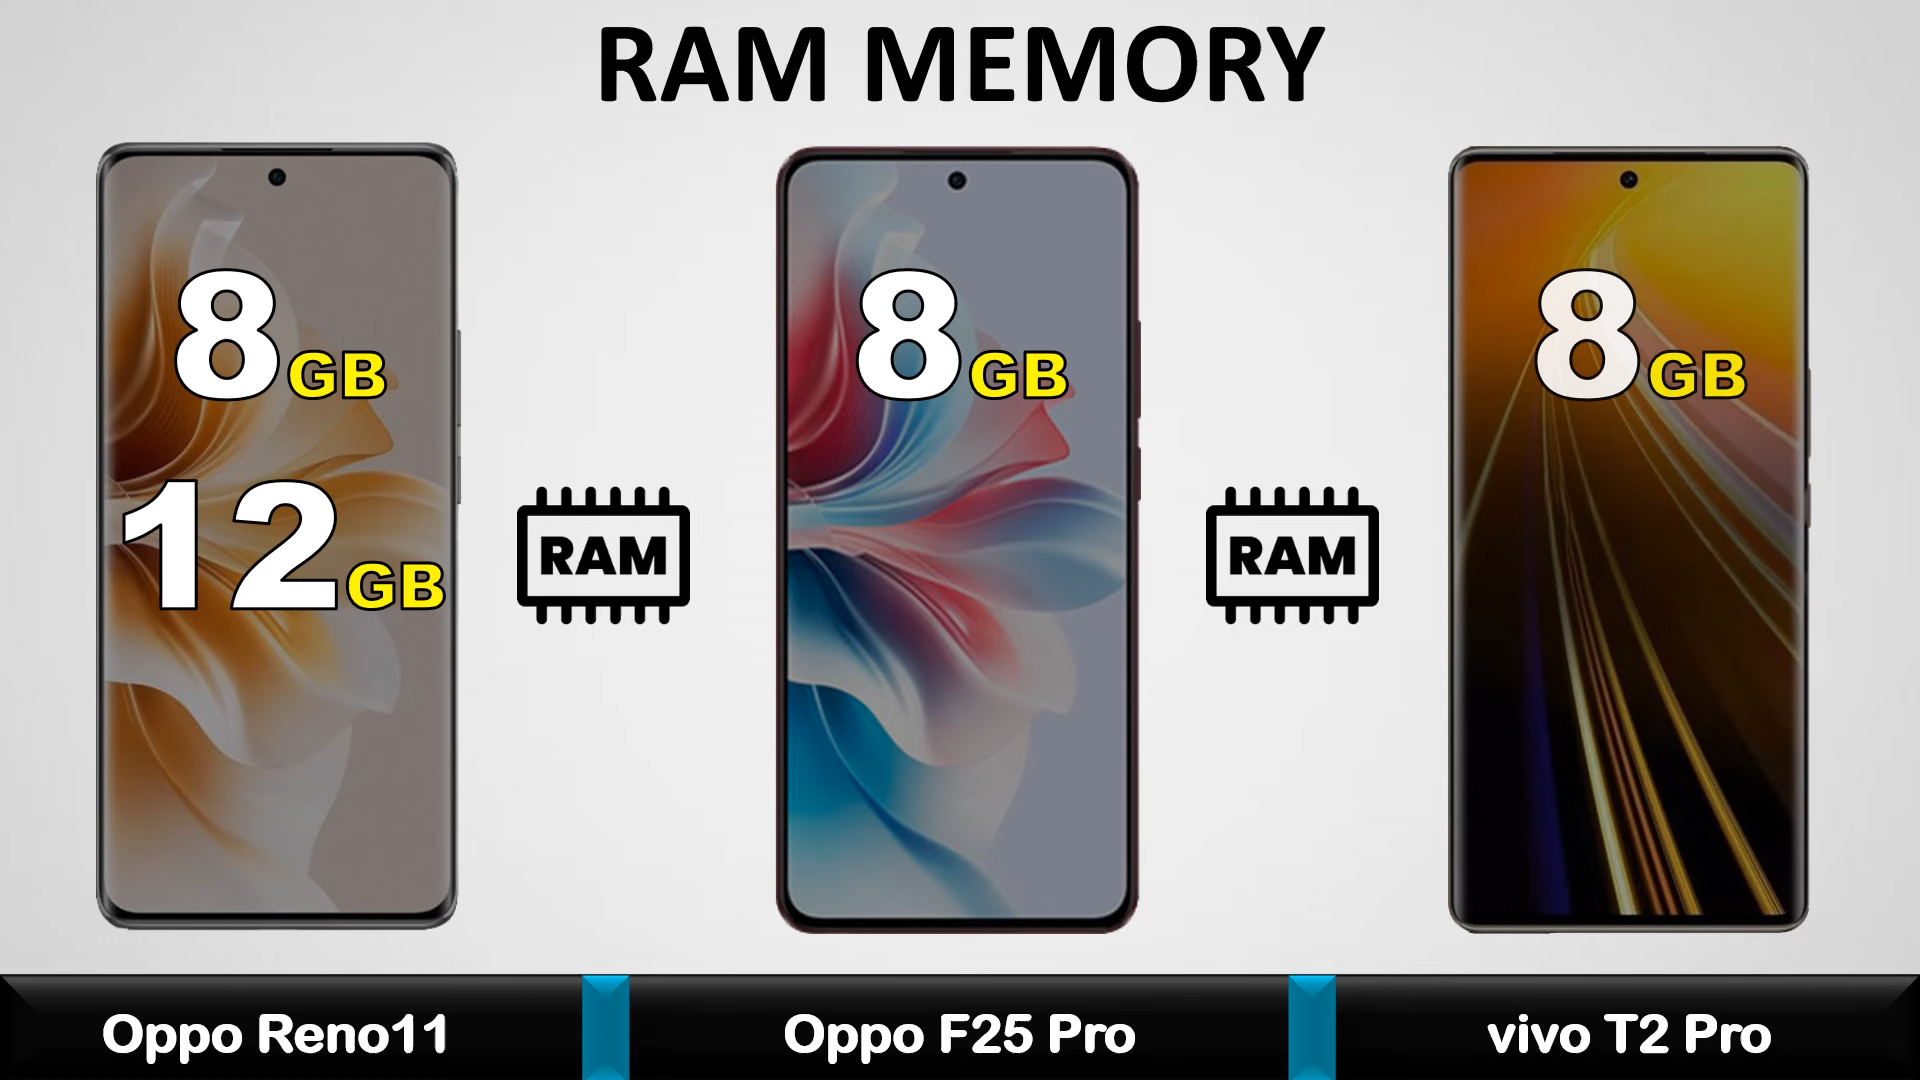 RAM MEMORY
8GB
12GB
RAM
8GB
RAM
8GB
Oppo Reno11
Oppo F25 Pro
vivo T2 Pro